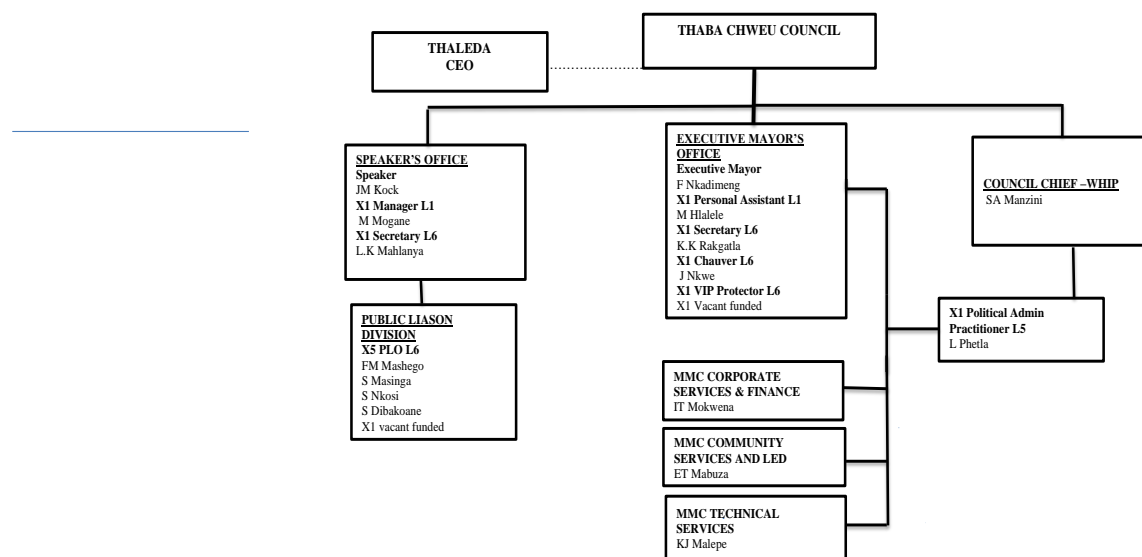 THALEDA
CEO
THABA CHWEU COUNCIL
SPEAKER'S OFFICE
Speaker
JM Kock
X1 Manager L1
M Mogane
X1 Secretary L6
L.K Mahlanya
EXECUTIVE MAYOR'S
OFFICE
Executive Mayor
F Nkadimeng
X1 Personal Assistant L1
M Hlalele
X1 Secretary L6
K.K Rakgatla
X1 Chauver L6
J Nkwe
X1 VIP Protector L6
X1 Vacant funded
COUNCIL CHIEF –WHIP
SA Manzini
PUBLIC LIASON
DIVISION
X5 PLO L6
FM Mashego
S Masinga
S Nkosi
S Dibakoane
X1 vacant funded
X1 Political Admin
Practitioner L5
L Phetla
MMC CORPORATE
SERVICES & FINANCE
IT Mokwena
MMC COMMUNITY
SERVICES AND LED
ET Mabuza
MMC TECHNICAL
SERVICES
KJ Malepe